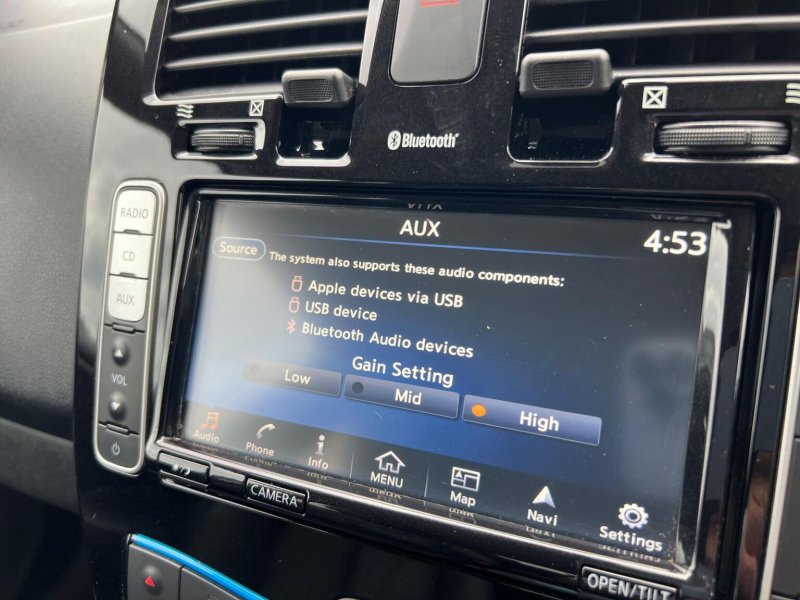 Bluetooth
RADIO
CD
AUX
VOL
AUX
4:53
Source
The system also supports these audio components:
Apple devices via USB
USB device
Bluetooth Audio devices
Gain Setting
Low
Mid
High
Audio
Phone
Info
MENU
Map
Navi
Settings
CAMERA
OPEN/TILT